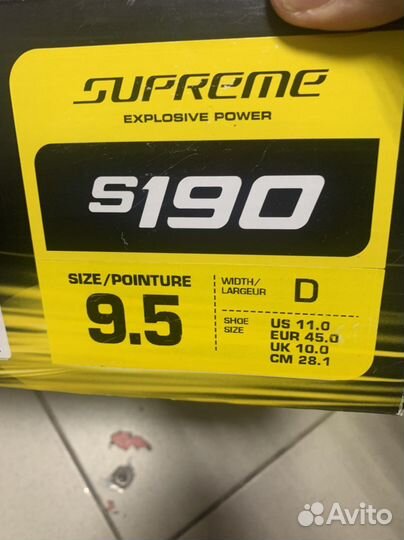 SUPREME
EXPLOSIVE POWER
S190
SIZE/POINTURE
9.5
WIDTH/
LARGEUR
D
SHOE
SIZE
US 11.0
EUR 45.0
UK 10.0
CM 28.1
Avito